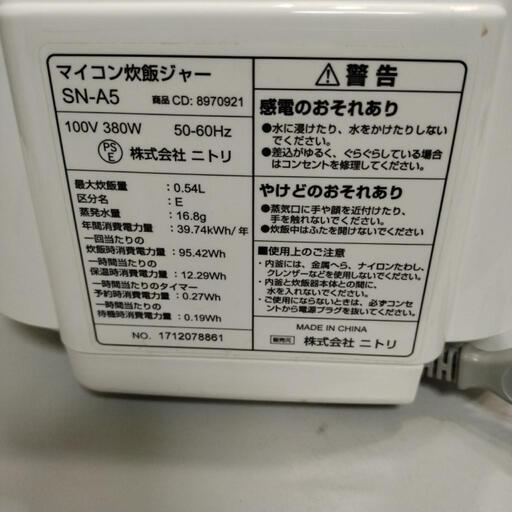 マイコン炊飯ジャー
SN-A5 商品CD: 8970921
100V 380W 50-60Hz
PS
E 株式会社 ニトリ
最大炊飯量 : 0.54L
区分名 : E
蒸発水量 : 16.8g
年間消費電力量 : 39.74kWh/年
一回当たりの
炊飯時消費電力量 : 95.42Wh
一時間当たりの
保温時消費電力量 : 12.29Wh
一時間当たりのタイマー
予約時消費電力量 : 0.27Wh
一時間当たりの
待機時消費電力量 : 0.19Wh
NO. 1712078861
警告
感電のおそれあり
●水に浸けたり、水をかけたりしない
でください。
●差込がゆるく、ぐらぐらしている場合
はコンセントを修理してください。
やけどのおそれあり
●蒸気口に手や顔を近付けたり、
手を触れないでください。
●炊飯中はふたを開けないでください
■使用上のご注意
・内釜には、金属へら、ナイロンたわし、
クレンザーなどを使用しないでください。
・内釜と炊飯器本体との間に、
水を入れないでください。
・ご使用にならないときは、必ずコンセ
ントから電源プラグを抜いてください。
MADE IN CHINA
販売元 株式会社 ニトリ